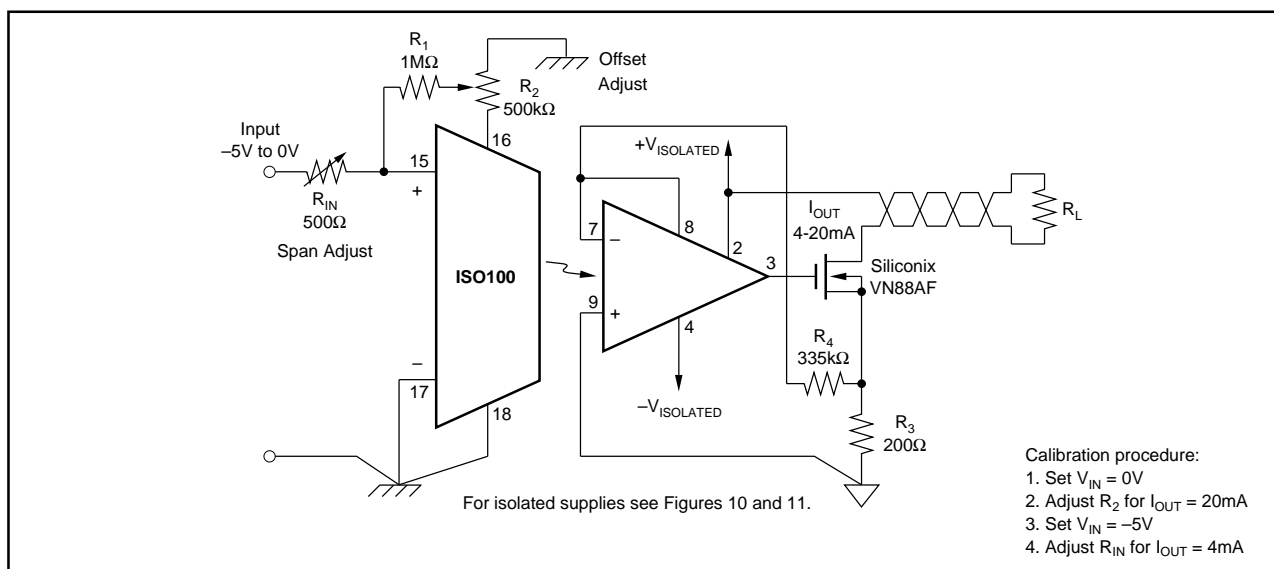 R1
1MΩ
R2
500kΩ
Offset
Adjust
Input
–5V to 0V
RIN
500Ω
Span Adjust
15
+
16
ISO100
–
17
18
7
–
8
9
+
4
2
3
+VISOLATED
–VISOLATED
IOUT
4-20mA
RL
Siliconix
VN88AF
R4
335kΩ
R3
200Ω
For isolated supplies see Figures 10 and 11.
Calibration procedure:
1. Set VIN = 0V
2. Adjust R2 for IOUT = 20mA
3. Set VIN = –5V
4. Adjust RIN for IOUT = 4mA